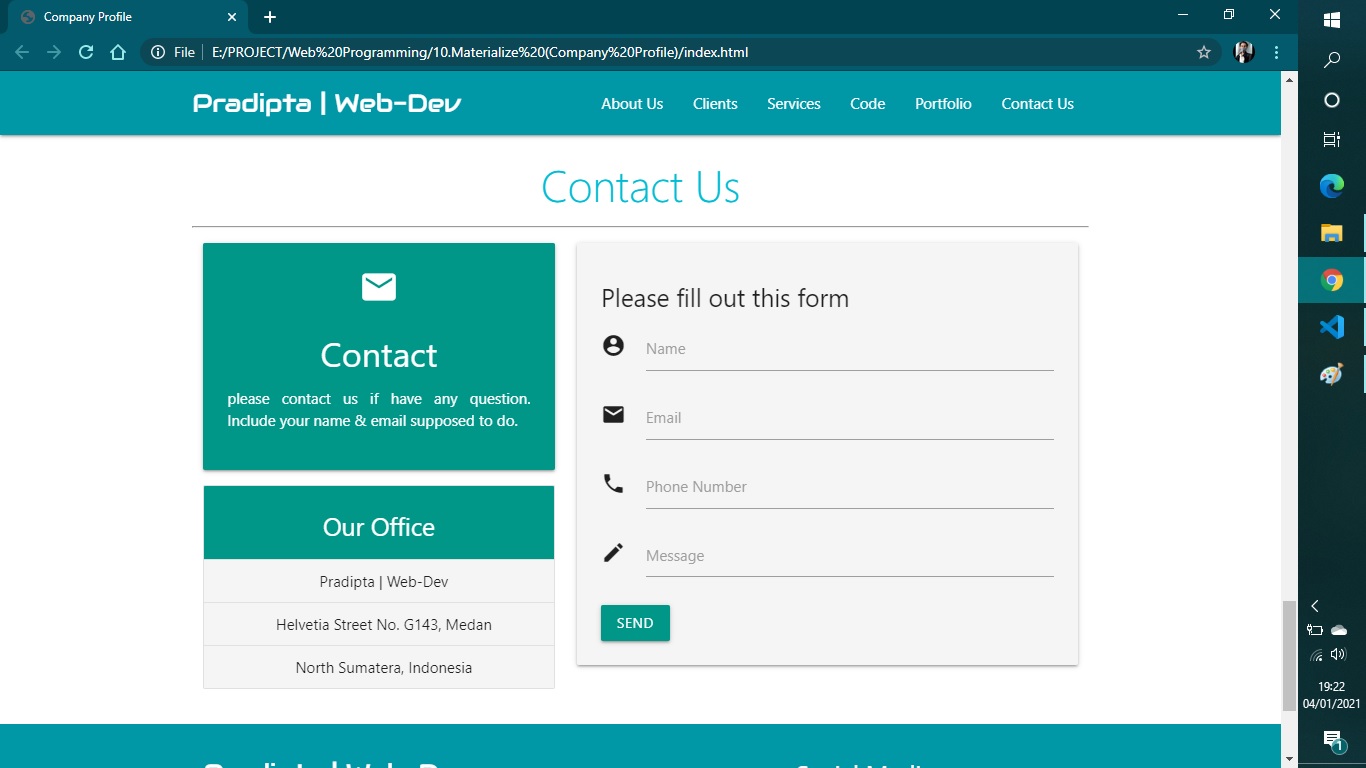 Company Profile
File
E:/PROJECT/Web%20Programming/10.Materialize%20(Company%20Profile)/index.html
Pradipta | Web-Dev
About Us
Clients
Services
Code
Portfolio
Contact Us
Contact Us
Contact
please contact us if have any question.
Include your name & email supposed to do.
Our Office
Pradipta | Web-Dev
Helvetia Street No. G143, Medan
North Sumatera, Indonesia
Please fill out this form
Name
Email
Phone Number
Message
SEND
19:22
04/01/2021
1